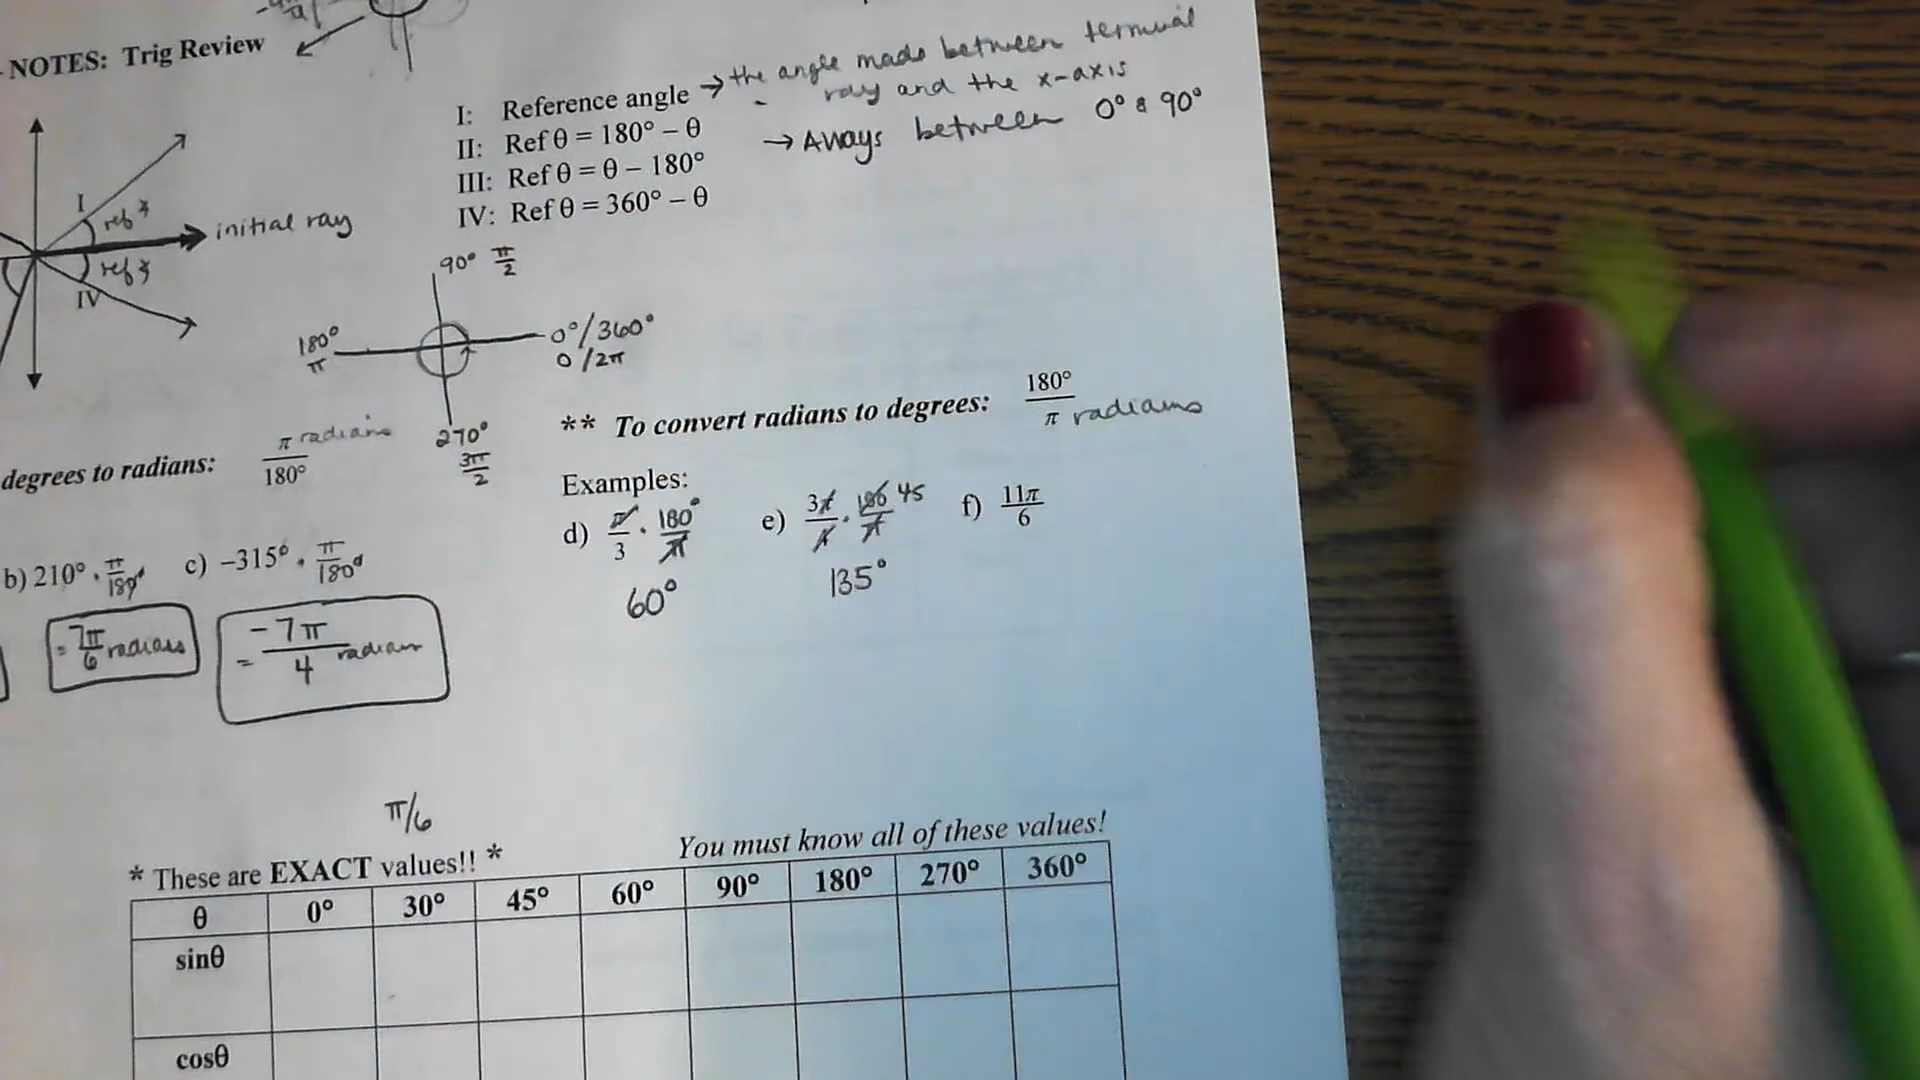 NOTES: Trig Review
I: Reference angle → the angle made between terminal
ray and the x-axis
II: Ref θ = 180° – θ
→ Aways between 0° & 90°
III: Ref θ = θ – 180°
IV: Ref θ = 360° – θ
I
ref ∡
initial ray
ref ∡
IV
90° π/2
180°
π
0°/360°
0/2π
270°
3π/2
degrees to radians: π radians/180°
** To convert radians to degrees: 180°/π radians
Examples:
d) π/3 · 180°/π
e) 3π/4 · 180/π 45
f) 11π/6
60°
135°
b) 210° · π/180°
c) –315° · π/180°
= 7π/6 radians
= -7π/4 radian
π/6
* These are EXACT values!! *
You must know all of these values!
θ 0° 30° 45° 60° 90° 180° 270° 360°
sinθ
cosθ